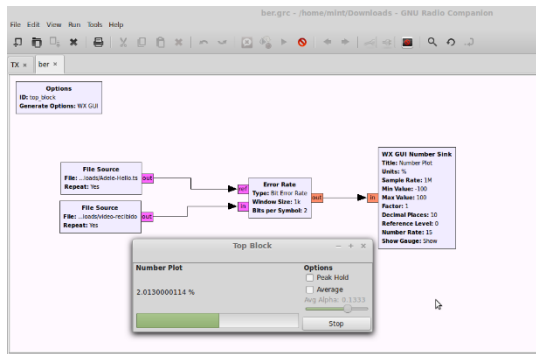 ber.grc - /home/mint/Downloads - GNU Radio Companion
File Edit View Run Tools Help
TX × ber ×
Options
ID: top_block
Generate Options: WX GUI
File Source
File: ...loads/Adele-Hello.ts
Repeat: Yes
out
File Source
File: ...loads/video-recibido
Repeat: Yes
out
ref
in
Error Rate
Type: Bit Error Rate
Window Size: 1k
Bits per Symbol: 2
out
in
WX GUI Number Sink
Title: Number Plot
Units: %
Sample Rate: 1M
Min Value: -100
Max Value: 100
Factor: 1
Decimal Places: 10
Reference Level: 0
Number Rate: 15
Show Gauge: Show
Top Block
Number Plot
2.0130000114 %
Options
Peak Hold
Average
Avg Alpha: 0.1333
Stop